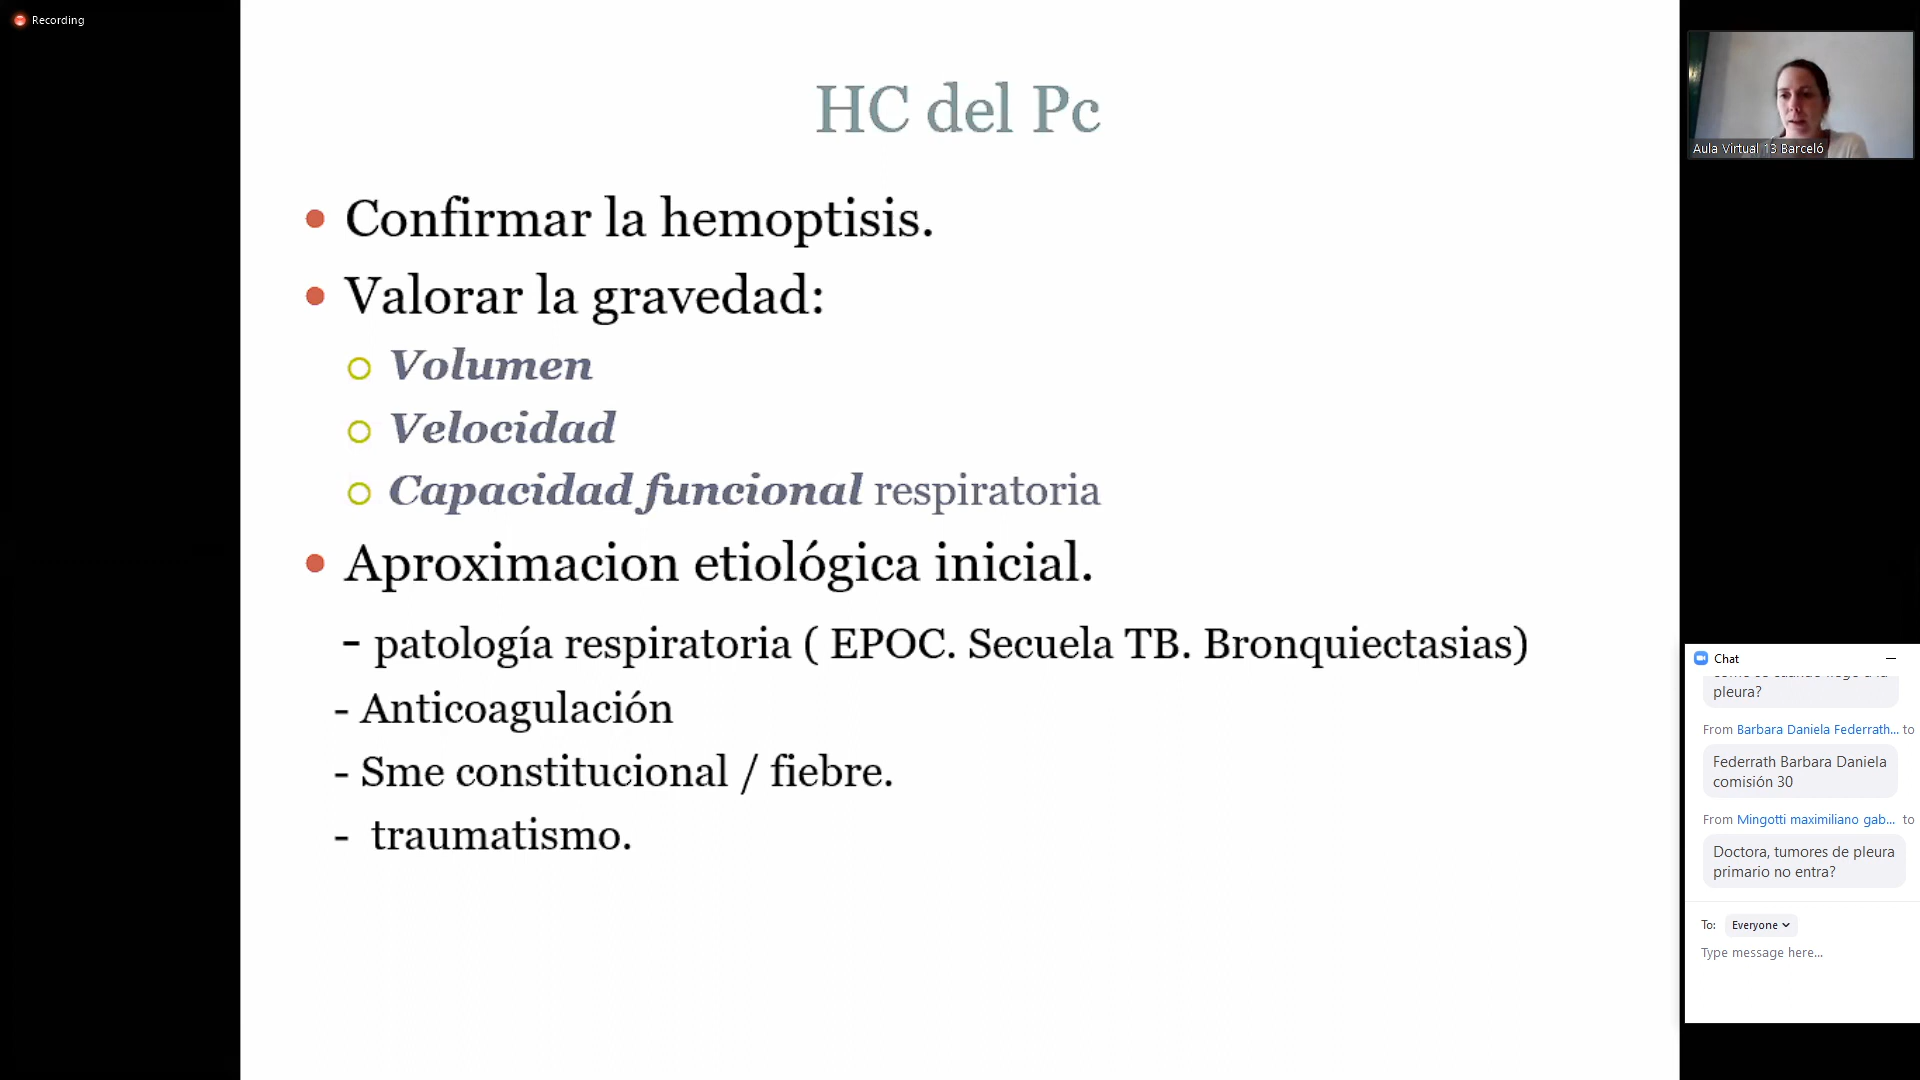 Recording
HC del Pc
Confirmar la hemoptisis.
Valorar la gravedad:
Volumen
Velocidad
Capacidad funcional respiratoria
Aproximacion etiológica inicial.
- patología respiratoria ( EPOC. Secuela TB. Bronquiectasias)
- Anticoagulación
- Sme constitucional / fiebre.
- traumatismo.
Aula Virtual 13 Barceló
Chat
pleura?
From Barbara Daniela Federrath... to
Federrath Barbara Daniela
comisión 30
From Mingotti maximiliano gab... to
Doctora, tumores de pleura
primario no entra?
To: Everyone
Type message here...